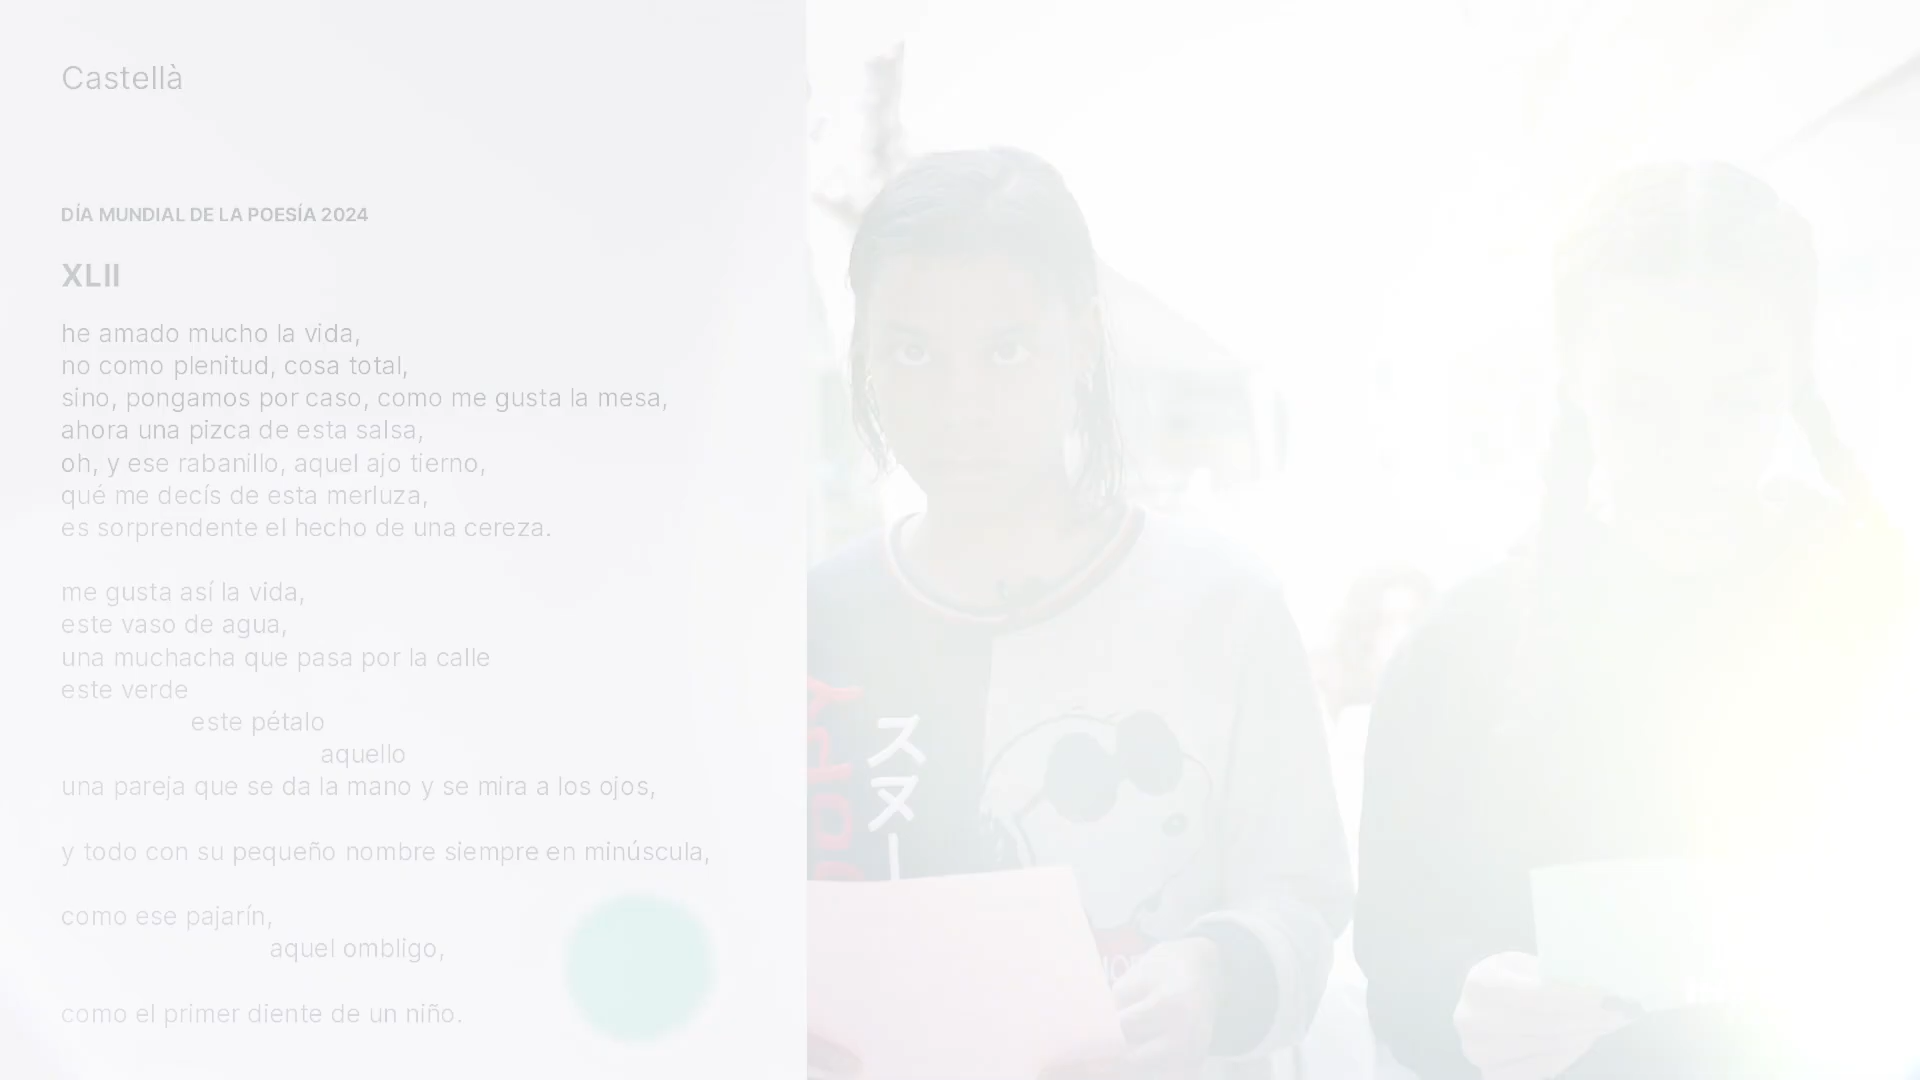 Castellà
DÍA MUNDIAL DE LA POESÍA 2024
XLII
he amado mucho la vida,
no como plenitud, cosa total,
sino, pongamos por caso, como me gusta la mesa,
ahora una pizca de esta salsa,
oh, y ese rabanillo, aquel ajo tierno,
qué me decís de esta merluza,
es sorprendente el hecho de una cereza.
me gusta así la vida,
este vaso de agua,
una muchacha que pasa por la calle
este verde
este pétalo
aquello
una pareja que se da la mano y se mira a los ojos,
y todo con su pequeño nombre siempre en minúscula,
como ese pajarín,
aquel ombligo,
como el primer diente de un niño.
スヌー